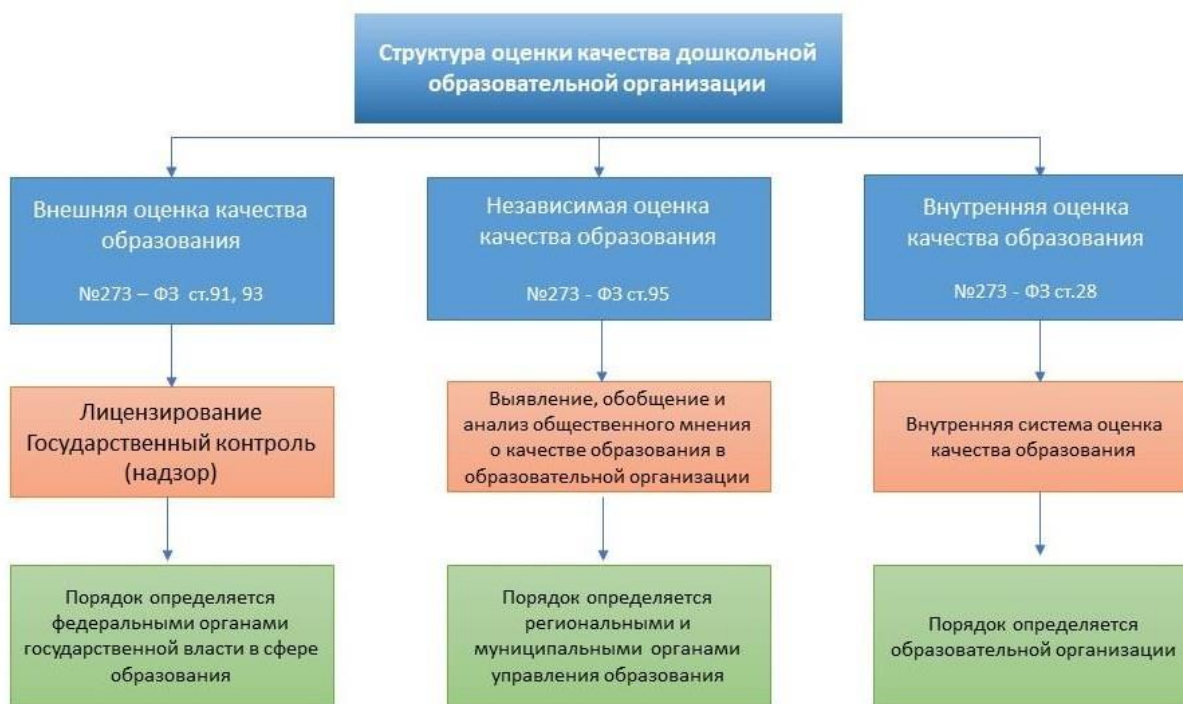 Структура оценки качества дошкольной
образовательной организации
Внешняя оценка качества
образования
№273 – ФЗ ст.91, 93
Независимая оценка
качества образования
№273 - ФЗ ст.95
Внутренняя оценка
качества образования
№273 - ФЗ ст.28
Лицензирование
Государственный контроль
(надзор)
Выявление, обобщение и
анализ общественного мнения
о качестве образования в
образовательной организации
Внутренняя система оценка
качества образования
Порядок определяется
федеральными органами
государственной власти в сфере
образования
Порядок определяется
региональными и
муниципальными органами
управления образования
Порядок определяется
образовательной организации